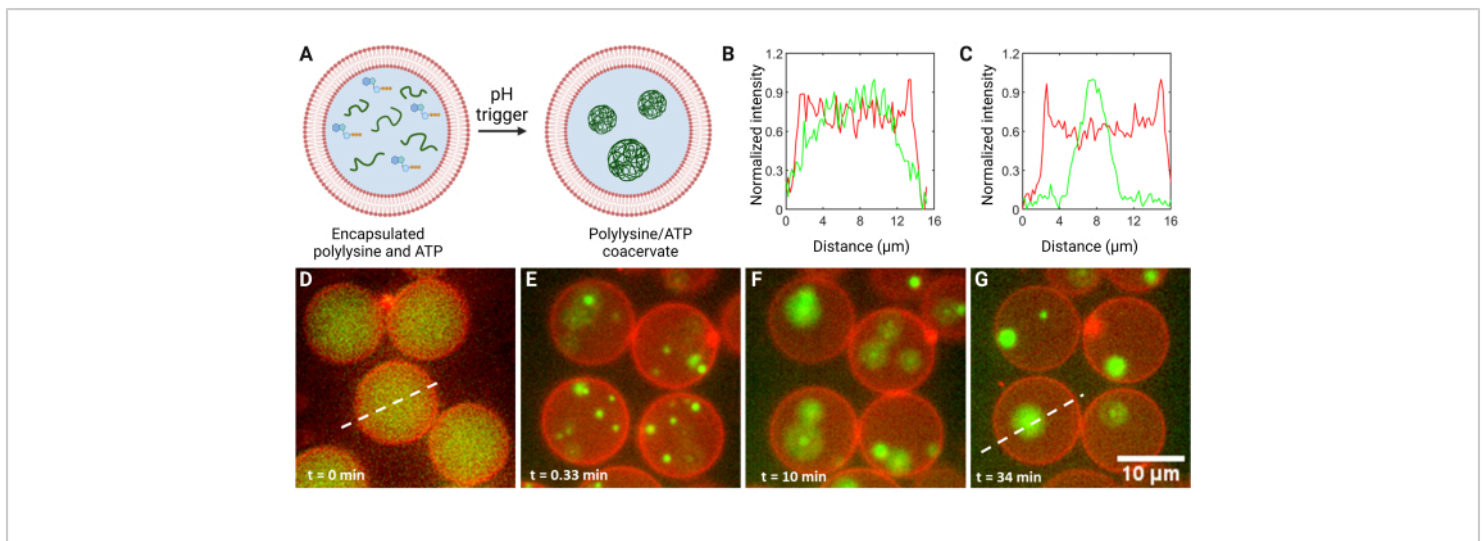 A
pH
trigger
Encapsulated
polylysine and ATP
Polylysine/ATP
coacervate
B
Normalized intensity
1.2
0.9
0.6
0.3
0
0 4 8 12 16
Distance (µm)
C
Normalized intensity
1.2
0.9
0.6
0.3
0
0 4 8 12 16
Distance (µm)
D
t = 0 min
E
t = 0.33 min
F
t = 10 min
G
t = 34 min
10 µm